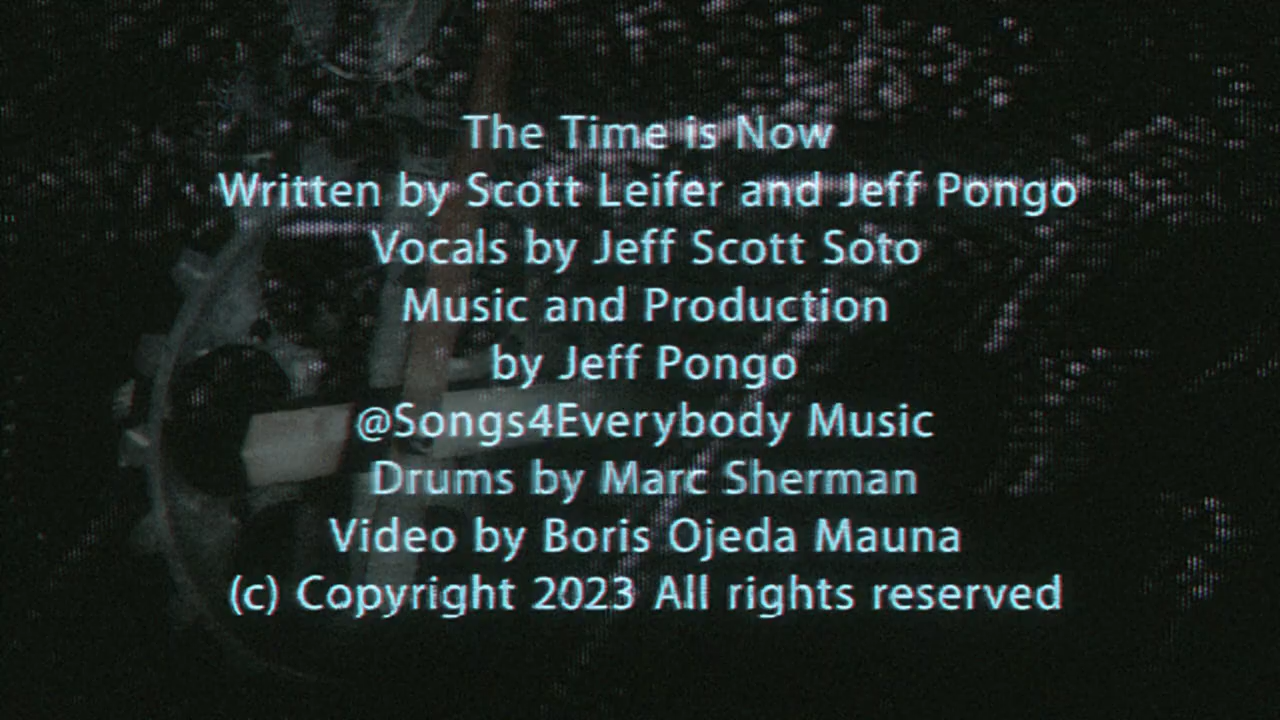 The Time is Now
Written by Scott Leifer and Jeff Pongo
Vocals by Jeff Scott Soto
Music and Production
by Jeff Pongo
@Songs4Everybody Music
Drums by Marc Sherman
Video by Boris Ojeda Mauna
(c) Copyright 2023 All rights reserved